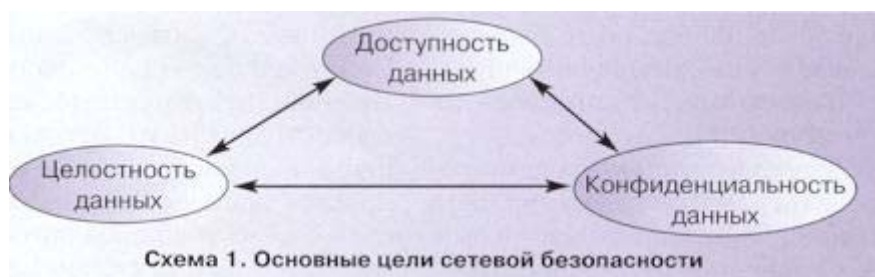 Доступность
данных
Целостность
данных
Конфиденциальность
данных
Схема 1. Основные цели сетевой безопасности